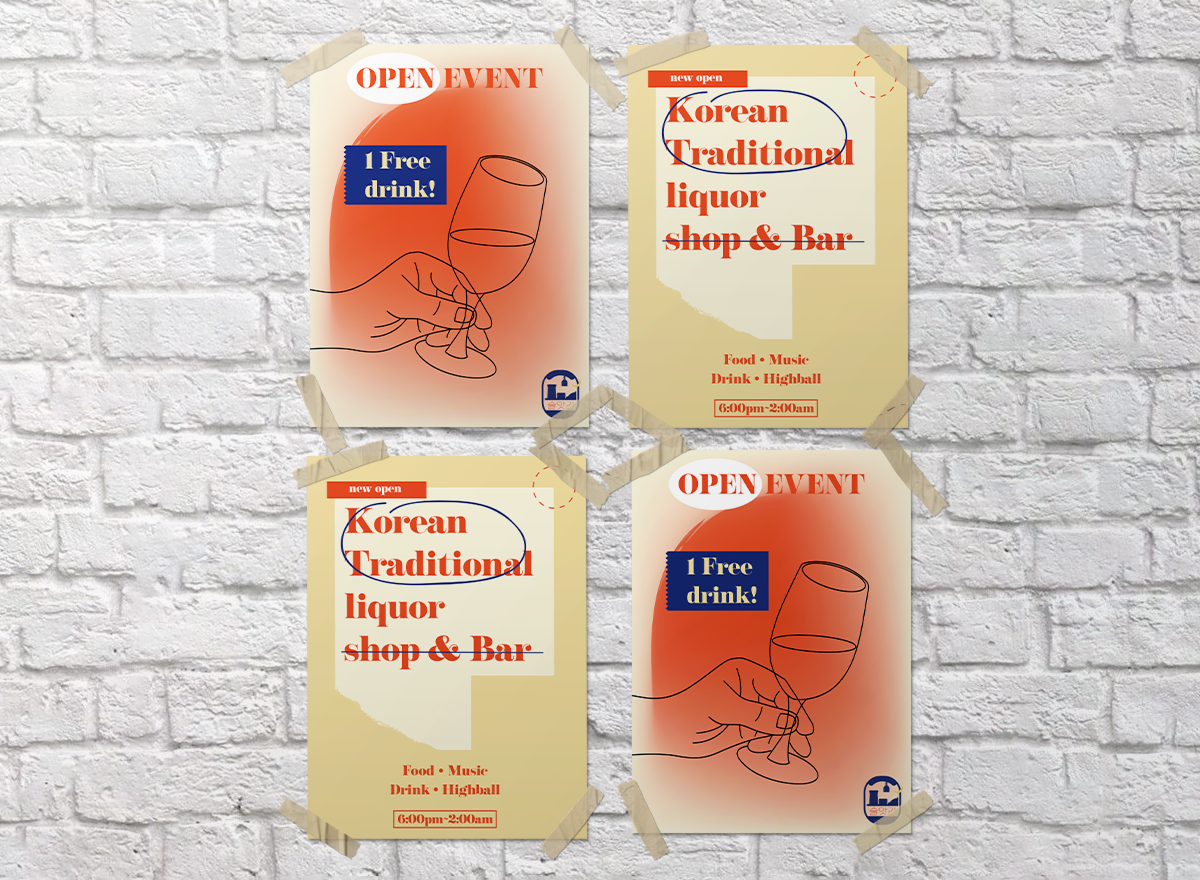 OPEN EVENT
1 Free
drink!
new open
Korean
Traditional
liquor
shop & Bar
Food • Music
Drink • Highball
6:00pm~2:00am
new open
Korean
Traditional
liquor
shop & Bar
Food • Music
Drink • Highball
6:00pm~2:00am
OPEN EVENT
1 Free
drink!